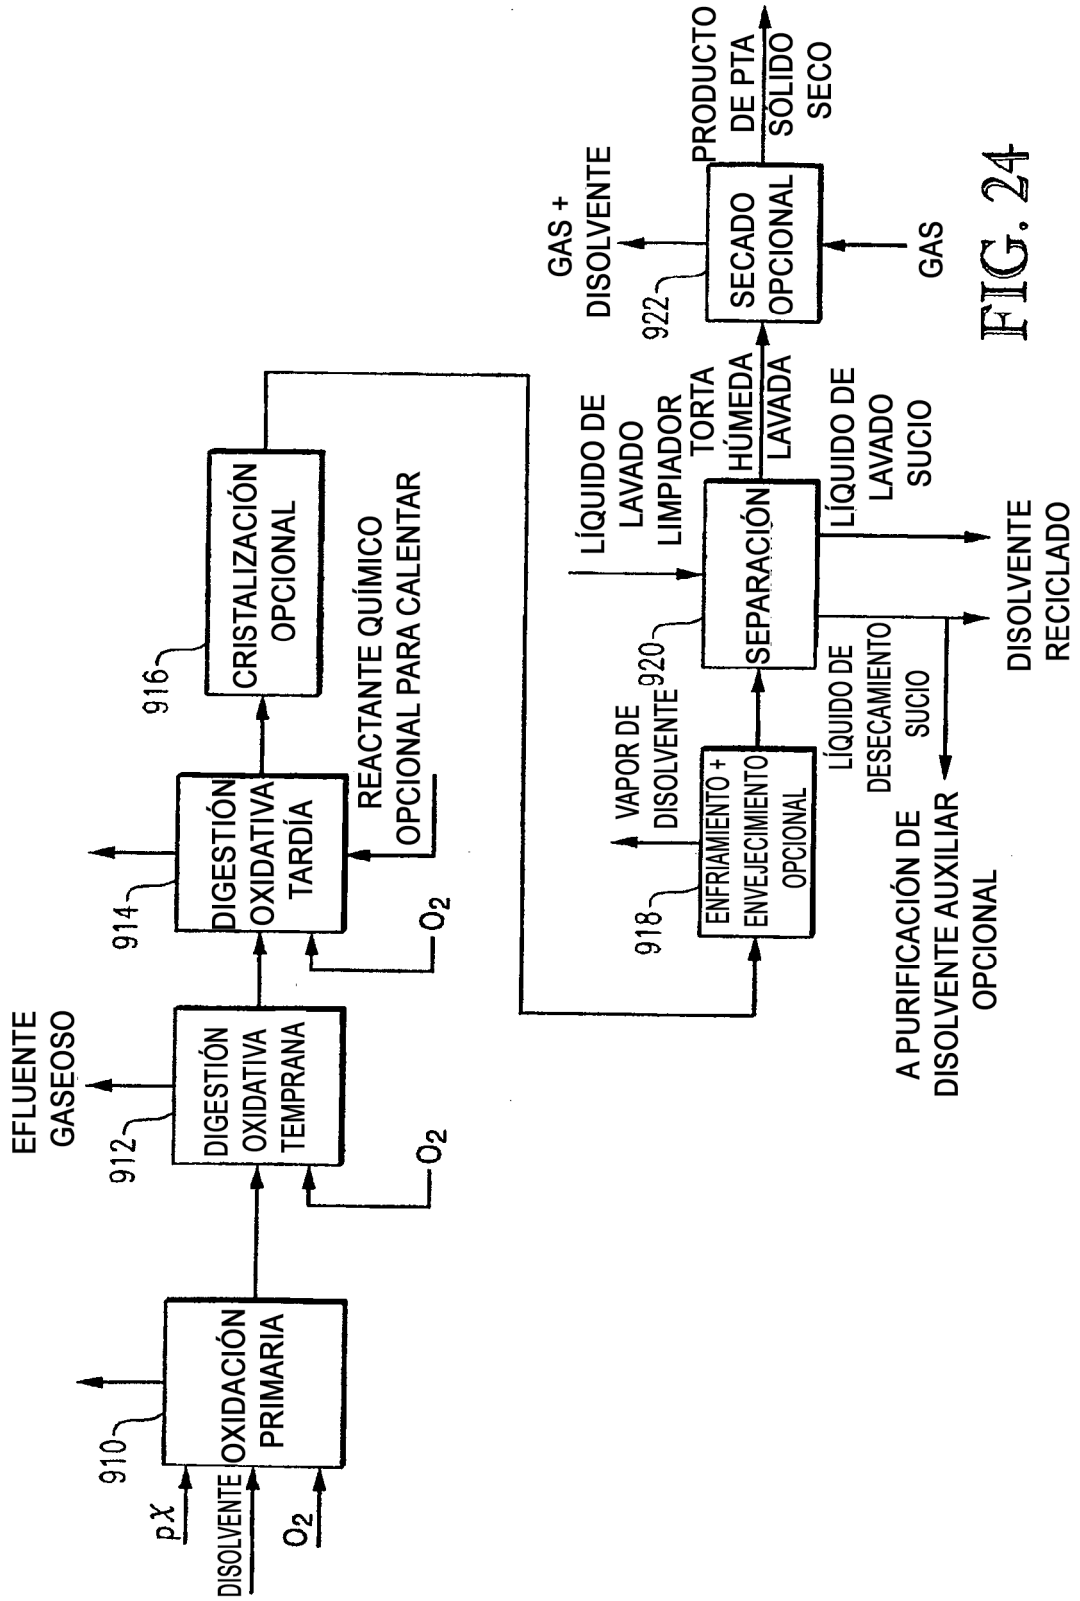 EFLUENTE
GASEOSO
910
912
914
916
pX
DISOLVENTE
O2
OXIDACIÓN
PRIMARIA
DIGESTIÓN
OXIDATIVA
TEMPRANA
O2
DIGESTIÓN
OXIDATIVA
TARDÍA
O2
REACTANTE QUÍMICO
OPCIONAL PARA CALENTAR
CRISTALIZACIÓN
OPCIONAL
VAPOR DE
DISOLVENTE
918
ENFRIAMIENTO +
ENVEJECIMIENTO
OPCIONAL
LÍQUIDO DE
LAVADO
LIMPIADOR
920
SEPARACIÓN
TORTA
HÚMEDA
LAVADA
LÍQUIDO DE
DESECAMIENTO
SUCIO
LÍQUIDO DE
LAVADO
SUCIO
A PURIFICACIÓN DE
DISOLVENTE AUXILIAR
OPCIONAL
DISOLVENTE
RECICLADO
GAS +
DISOLVENTE
922
SECADO
OPCIONAL
GAS
PRODUCTO
DE PTA
SÓLIDO
SECO
FIG. 24